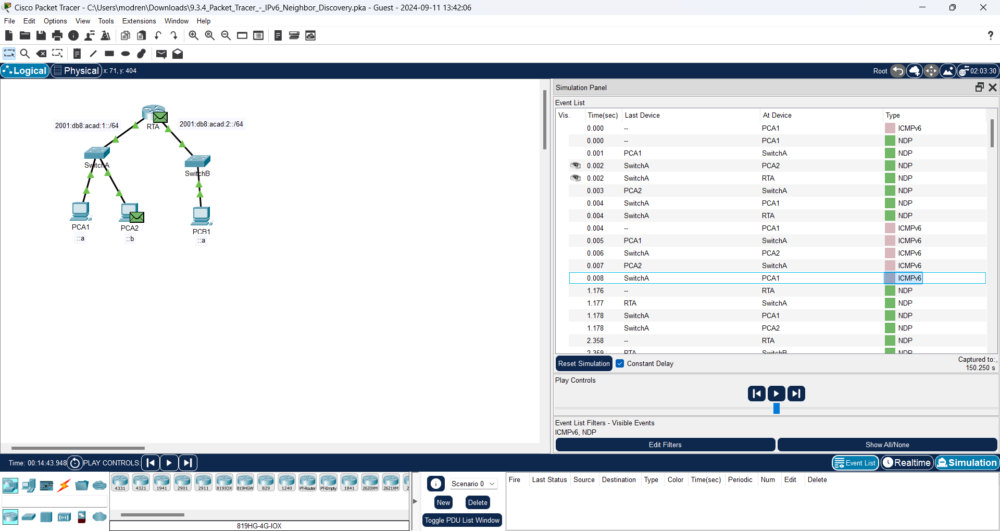 Cisco Packet Tracer - C:\Users\modren\Downloads\9.3.4_Packet_Tracer_-_IPv6_Neighbor_Discovery.pka - Guest - 2024-09-11 13:42:06
File Edit Options View Tools Extensions Window Help
?
Logical Physical x: 71, y: 404 Root 02:03:30
2001:db8:acad:1::/64
2001:db8:acad:2::/64
RTA
SwitchA
SwitchB
PCA1
PCA2
PCB1
::a
::b
::a
Simulation Panel
Event List
Vis. Time(sec) Last Device At Device Type
0.000 -- PCA1 ICMPv6
0.000 -- PCA1 NDP
0.001 PCA1 SwitchA NDP
0.002 SwitchA PCA2 NDP
0.002 SwitchA RTA NDP
0.003 PCA2 SwitchA NDP
0.004 SwitchA PCA1 NDP
0.004 SwitchA RTA NDP
0.004 -- PCA1 ICMPv6
0.005 PCA1 SwitchA ICMPv6
0.006 SwitchA PCA2 ICMPv6
0.007 PCA2 SwitchA ICMPv6
0.008 SwitchA PCA1 ICMPv6
1.176 -- RTA NDP
1.177 RTA SwitchA NDP
1.178 SwitchA PCA1 NDP
1.178 SwitchA PCA2 NDP
2.358 -- RTA NDP
2.359 RTA SwitchB NDP
Reset Simulation Constant Delay Captured to:
150.250 s
Play Controls
Event List Filters - Visible Events
ICMPv6, NDP
Edit Filters Show All/None
Time: 00:14:43.948 PLAY CONTROLS: Event List Realtime Simulation
4331 4321 1941 2901 2911 819IOX 819HGW 829 1240 PT-Router PT-Empty 1841 2620XM 2621XM
819HG-4G-IOX
Scenario 0
New Delete
Toggle PDU List Window
Fire Last Status Source Destination Type Color Time(sec) Periodic Num Edit Delete